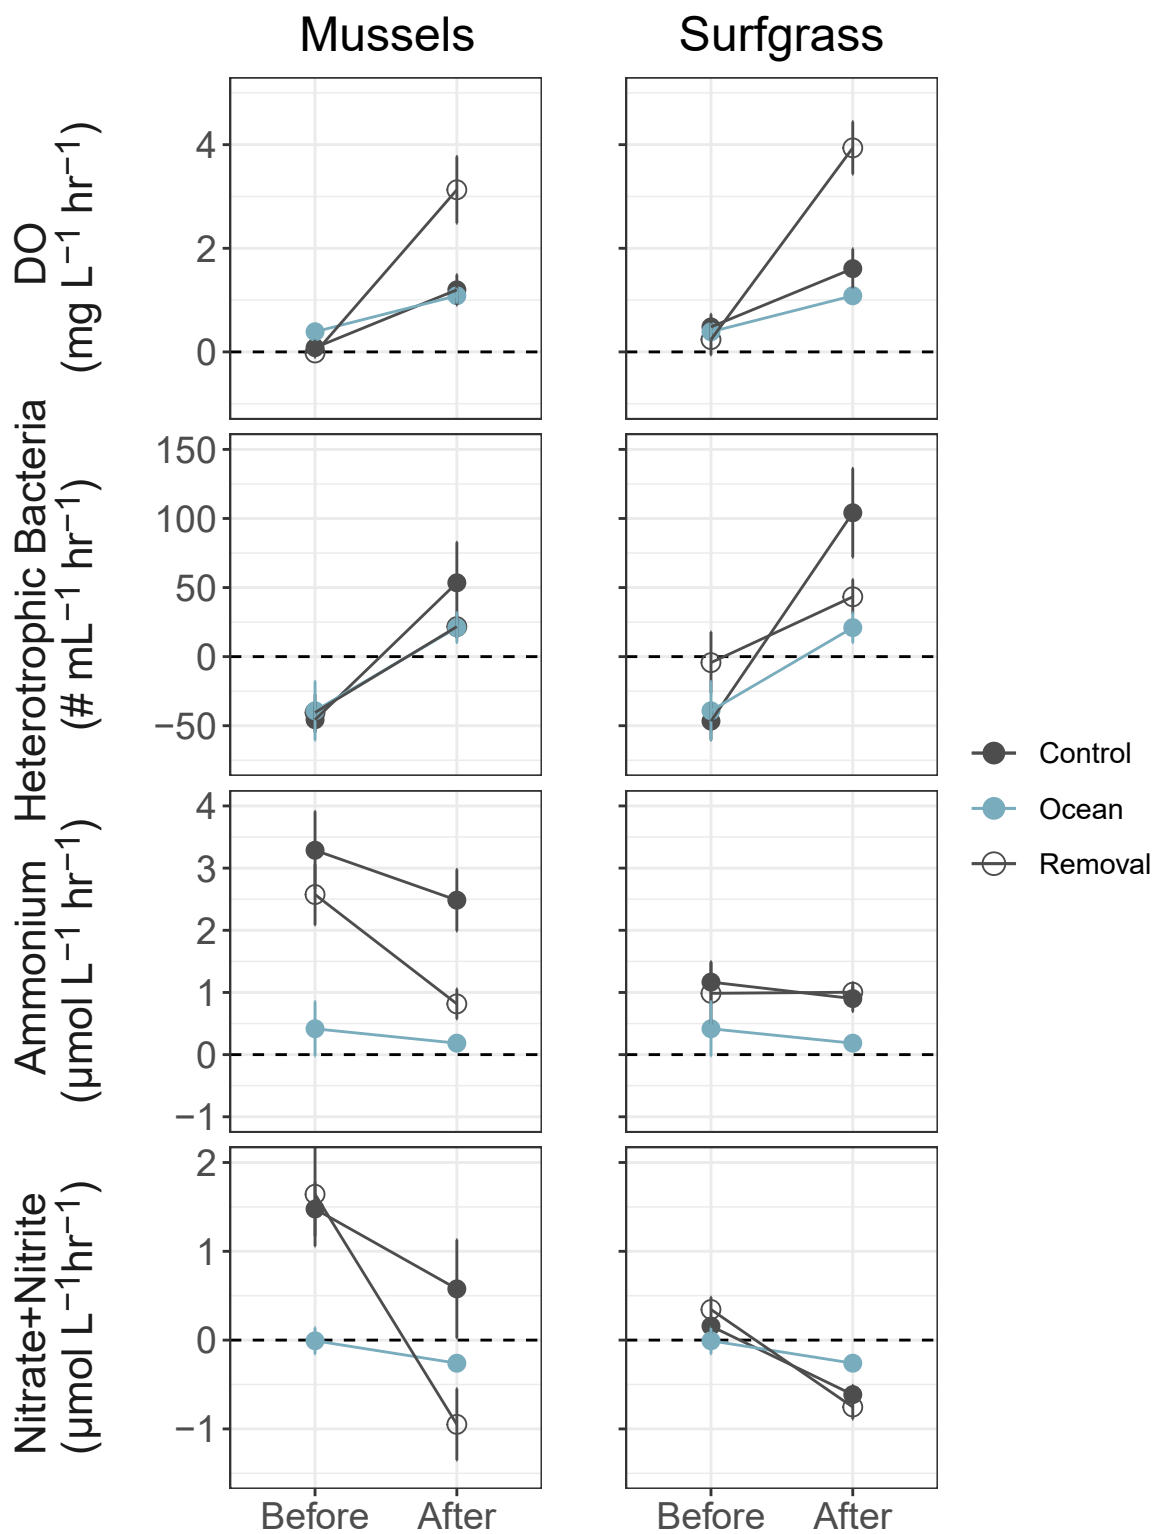 Mussels Surfgrass
DO
(mg L⁻¹ hr⁻¹)
4
2
0
Heterotrophic Bacteria
(# mL⁻¹ hr⁻¹)
150
100
50
0
−50
Control
Ocean
Removal
Ammonium
(μmol L⁻¹ hr⁻¹)
4
3
2
1
0
−1
Nitrate+Nitrite
(μmol L⁻¹hr⁻¹)
2
1
0
−1
Before After Before After